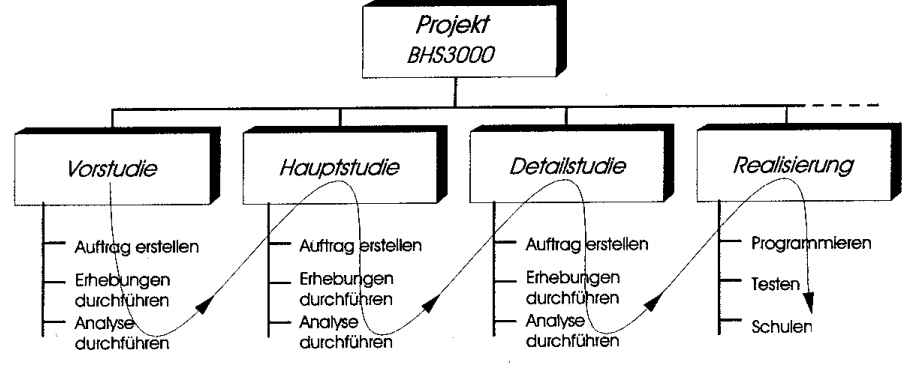 Projekt
BHS3000
Vorstudie
Auftrag erstellen
Erhebungen
durchführen
Analyse
durchführen
Hauptstudie
Auftrag erstellen
Erhebungen
durchführen
Analyse
durchführen
Detailstudie
Auftrag erstellen
Erhebungen
durchführen
Analyse
durchführen
Realisierung
Programmieren
Testen
Schulen